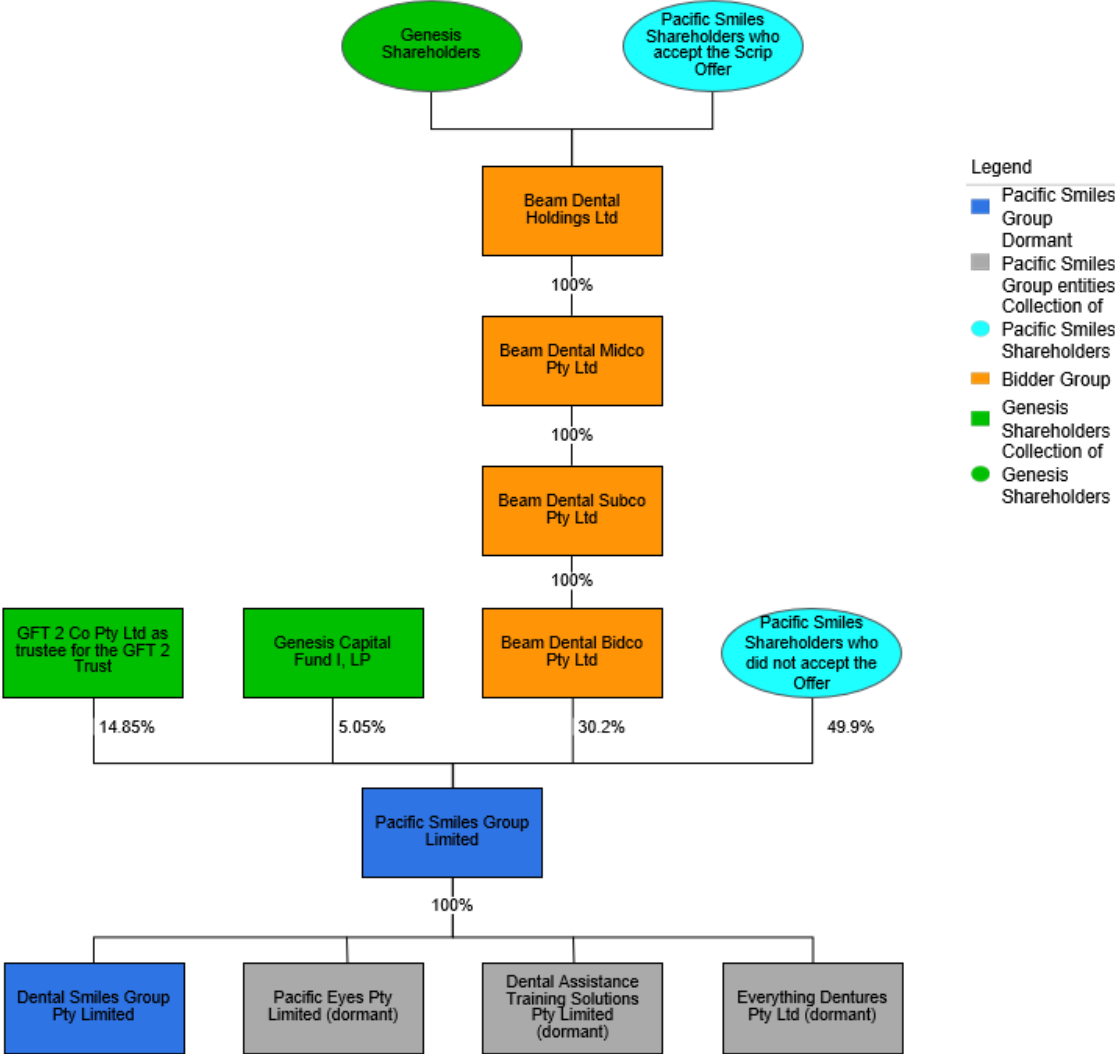 Genesis
Shareholders
Pacific Smiles
Shareholders who
accept the Scrip
Offer
Beam Dental
Holdings Ltd
100%
Beam Dental Midco
Pty Ltd
100%
Beam Dental Subco
Pty Ltd
100%
GFT 2 Co Pty Ltd as
trustee for the GFT 2
Trust
Genesis Capital
Fund I, LP
Beam Dental Bidco
Pty Ltd
Pacific Smiles
Shareholders who
did not accept the
Offer
14.85%
5.05%
30.2%
49.9%
Pacific Smiles Group
Limited
100%
Dental Smiles Group
Pty Limited
Pacific Eyes Pty
Limited (dormant)
Dental Assistance
Training Solutions
Pty Limited
(dormant)
Everything Dentures
Pty Ltd (dormant)
Legend
Pacific Smiles
Group
Dormant
Pacific Smiles
Group entities
Collection of
Pacific Smiles
Shareholders
Bidder Group
Genesis
Shareholders
Collection of
Genesis
Shareholders